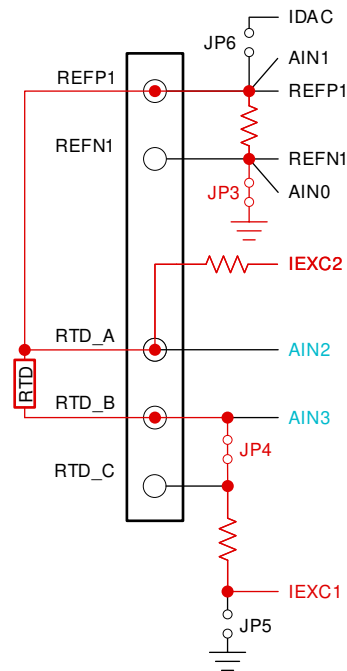 IDAC
JP6
AIN1
REFP1
REFP1
REFN1
REFN1
JP3
AIN0
IEXC2
RTD_A
AIN2
RTD
RTD_B
AIN3
JP4
RTD_C
IEXC1
JP5